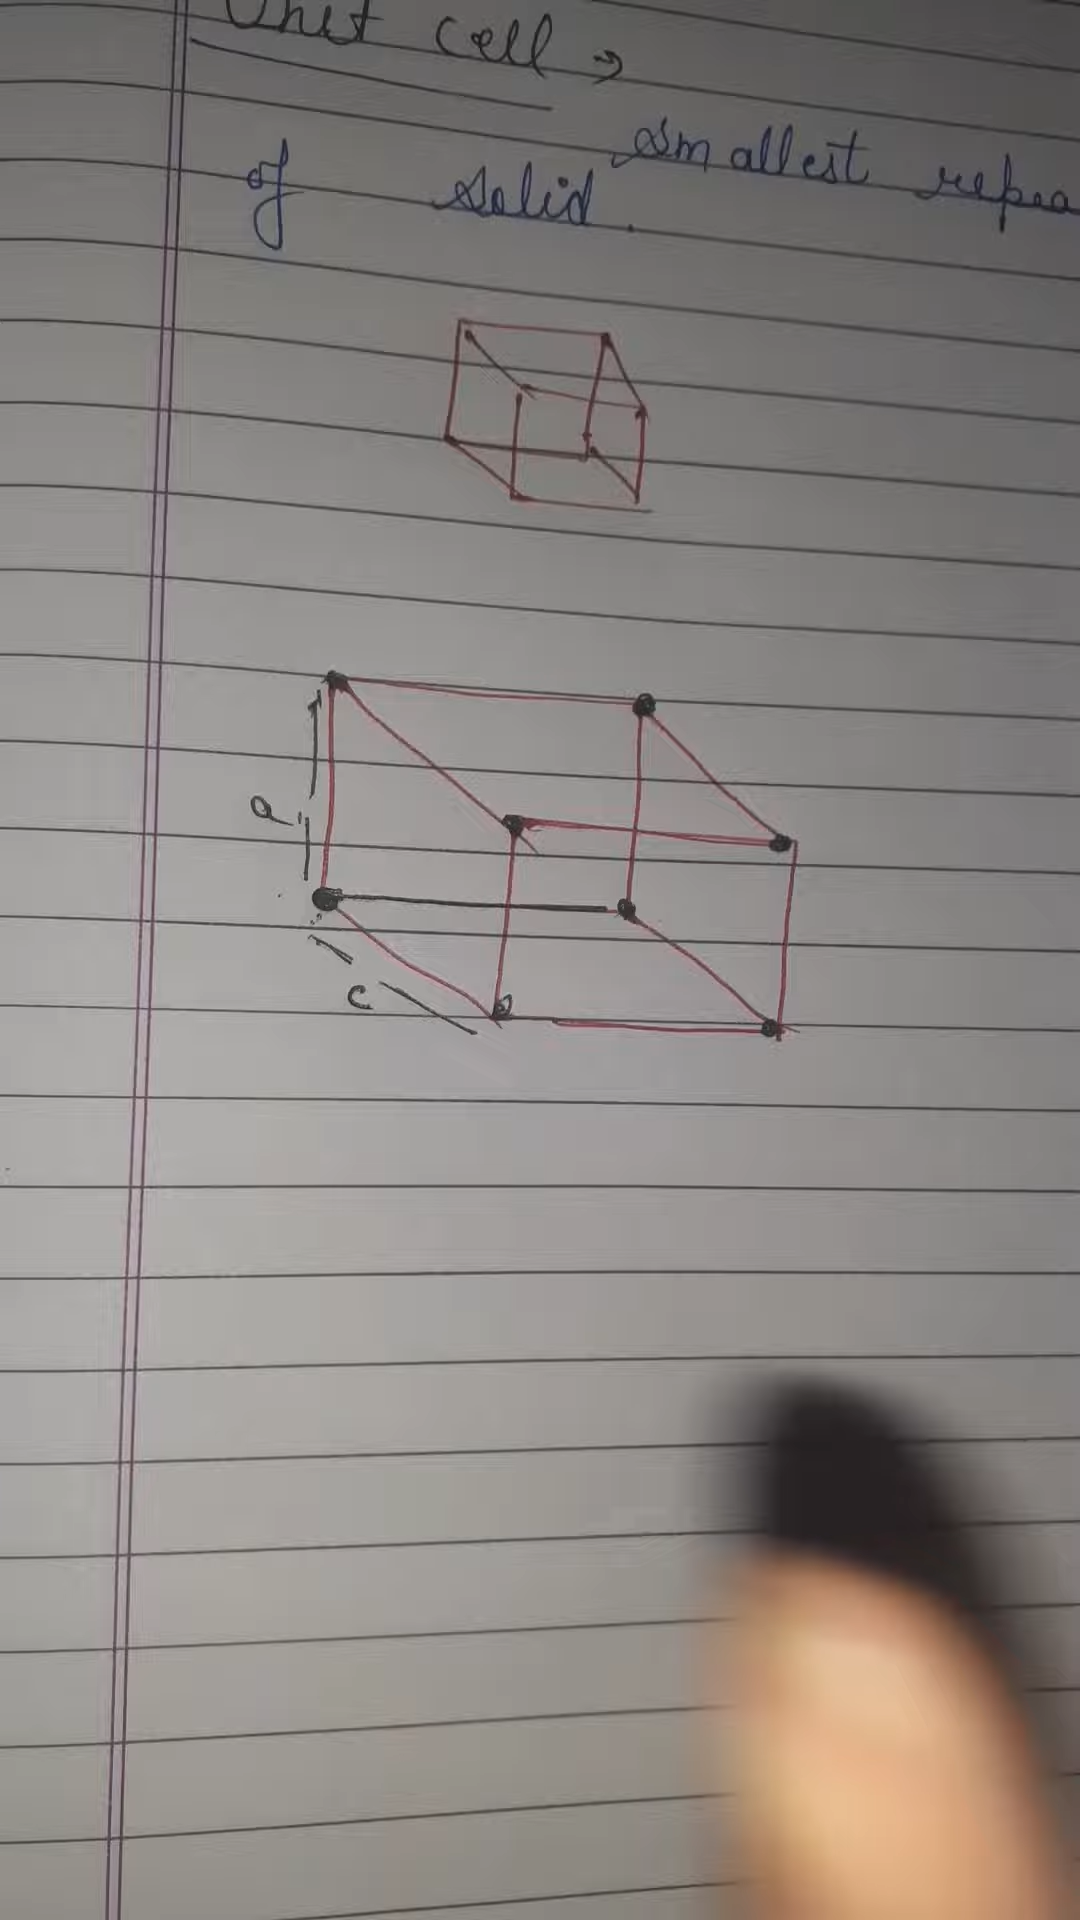 Unit cell →
smallest
of solid.
a
c